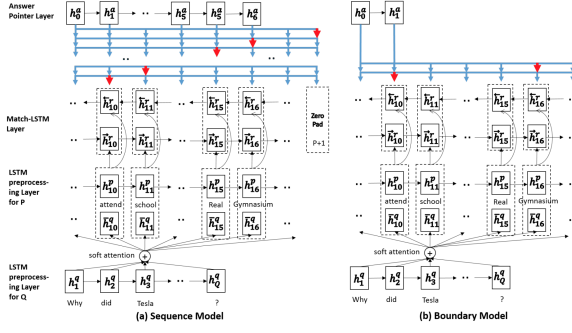 Answer
Pointer Layer
h_0^a h_1^a ·· h_5^a h_5^a h_6^a
h_0^a h_1^a
··
h_10^r h_11^r ·· h_15^r h_16^r ··
h_10^r h_11^r ·· h_15^r h_16^r ··
Match-LSTM
Layer
Zero
Pad
P+1
h_10^r h_11^r ·· h_15^r h_16^r ··
h_10^r h_11^r ·· h_15^r h_16^r ··
LSTM
preprocess-
ing Layer
for P
h_10^p h_11^p ·· h_15^p h_16^p ··
h_10^p h_11^p ·· h_15^p h_16^p ··
attend school Real Gymnasium
attend school Real Gymnasium
h_10^q h_11^q ·· h_15^q h_16^q ··
h_10^q h_11^q ·· h_15^q h_16^q ··
soft attention +
soft attention +
LSTM
preprocessing
ing Layer
for Q
h_1^q h_2^q h_3^q ·· h_Q^q
h_1^q h_2^q h_3^q ·· h_Q^q
Why did Tesla ?
Why did Tesla ?
(a) Sequence Model
(b) Boundary Model